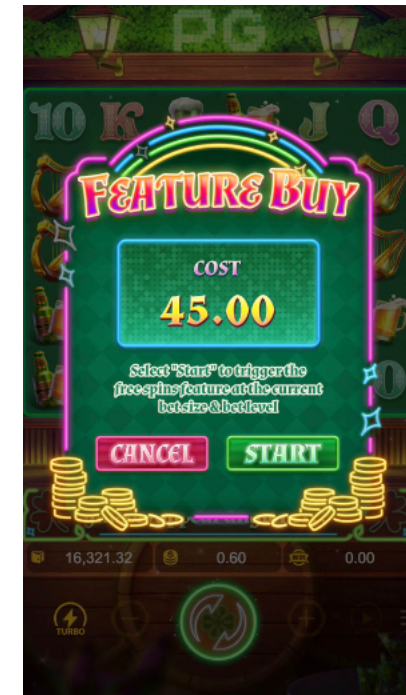 PG
10 K J Q
FEATURE BUY
COST
45.00
Select "Start" to trigger the
free spins feature at the current
bet size & bet level
CANCEL START
16,321.32 0.60 WIN 0.00
TURBO